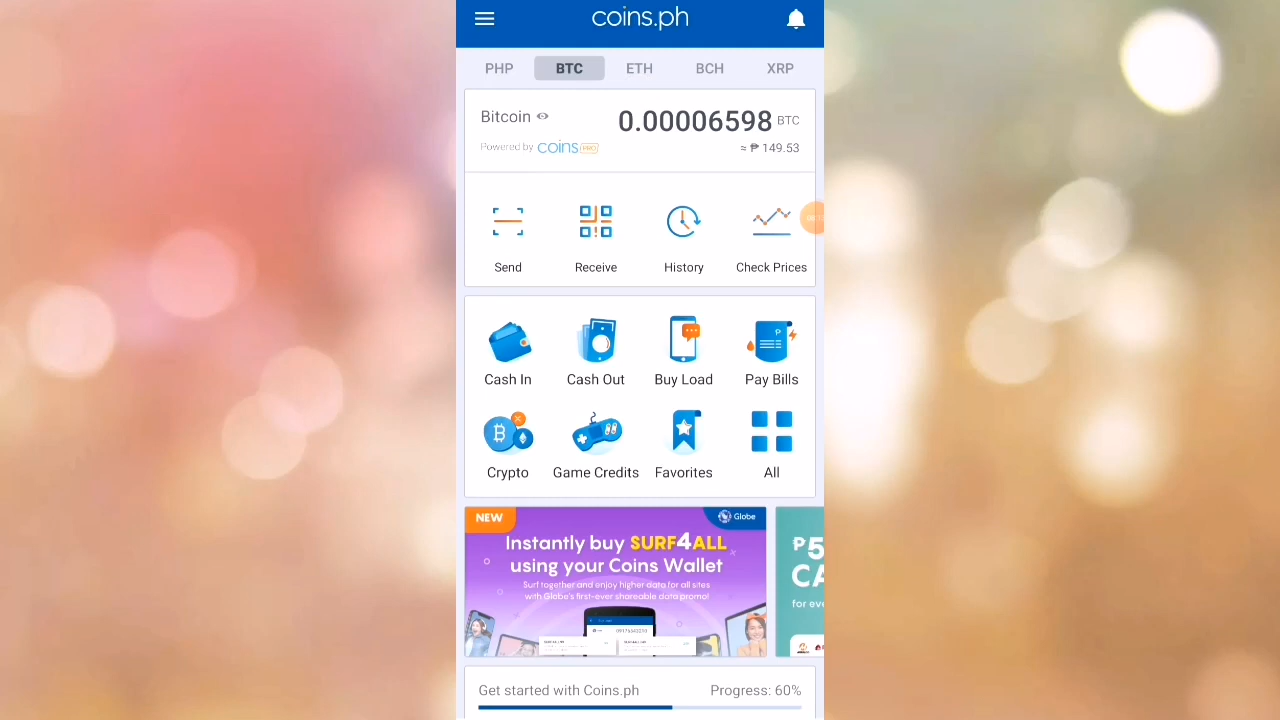 coins.ph
PHP BTC ETH BCH XRP
Bitcoin 0.00006598 BTC
Powered by coins PRO ≈ ₱ 149.53
Send Receive History Check Prices
Cash In Cash Out Buy Load Pay Bills
Crypto Game Credits Favorites All
NEW Globe
Instantly buy SURF4ALL
using your Coins Wallet
Surf together and enjoy higher data for all sites
with Globe's first-ever shareable data promo!
₱5
CA
for eve
Get started with Coins.ph Progress: 60%